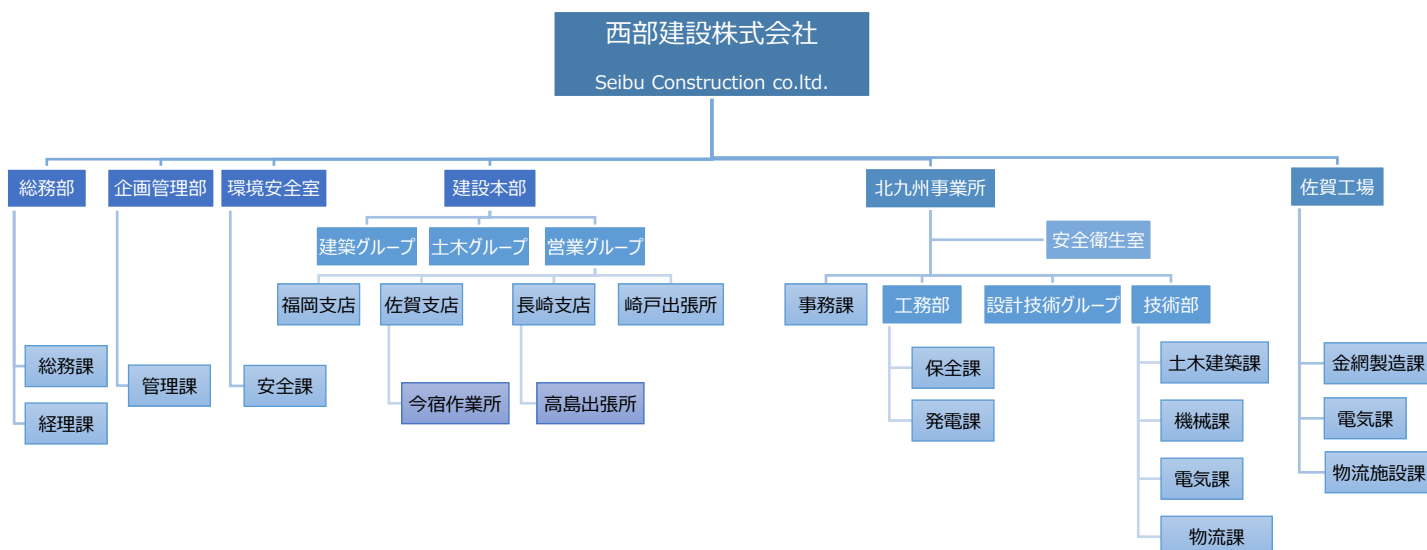 西部建設株式会社
Seibu Construction co.ltd.
総務部
企画管理部
環境安全室
建設本部
北九州事業所
佐賀工場
建築グループ
土木グループ
営業グループ
安全衛生室
福岡支店
佐賀支店
長崎支店
崎戸出張所
事務課
工務部
設計技術グループ
技術部
総務課
管理課
安全課
今宿作業所
高島出張所
保全課
土木建築課
金網製造課
経理課
発電課
機械課
電気課
電気課
物流施設課
物流課